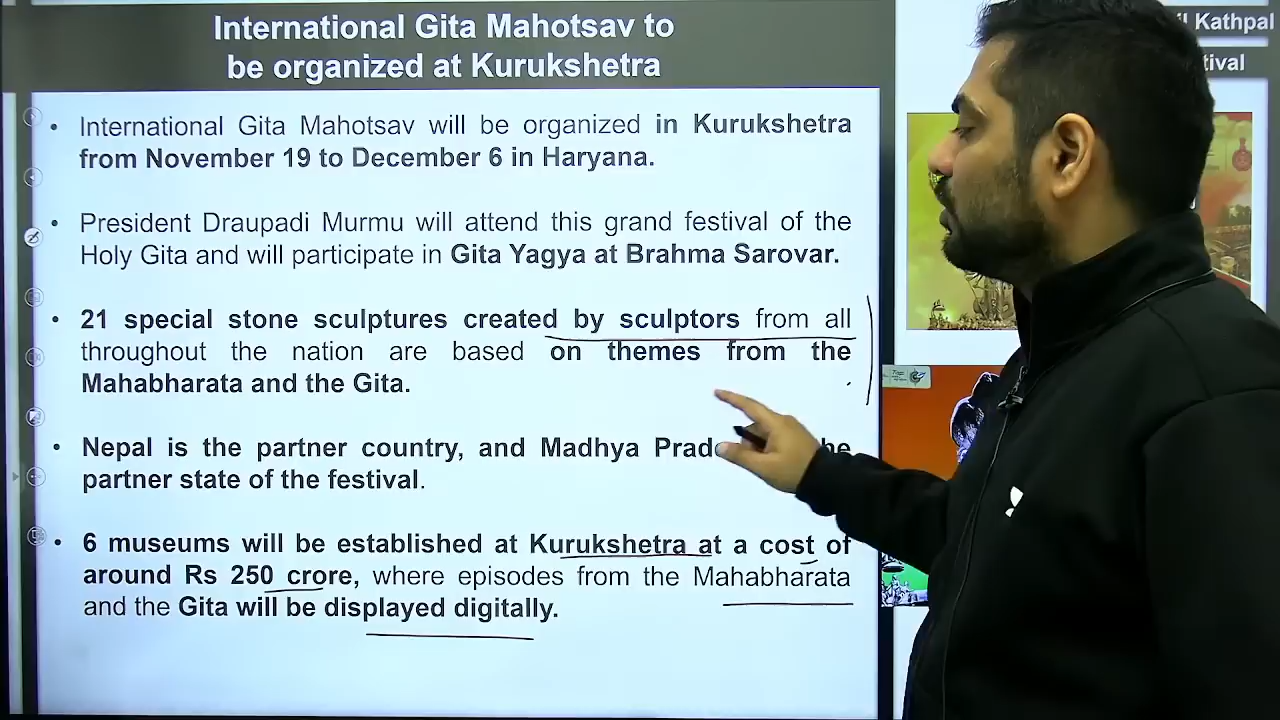 International Gita Mahotsav to
be organized at Kurukshetra
International Gita Mahotsav will be organized in Kurukshetra
from November 19 to December 6 in Haryana.
President Draupadi Murmu will attend this grand festival of the
Holy Gita and will participate in Gita Yagya at Brahma Sarovar.
21 special stone sculptures created by sculptors from all
throughout the nation are based on themes from the
Mahabharata and the Gita.
Nepal is the partner country, and Madhya
partner state of the festival.
6 museums will be established at Kurukshetra at a cost of
around Rs 250 crore, where episodes from the Mahabharata
and the Gita will be displayed digitally.
Kathpal